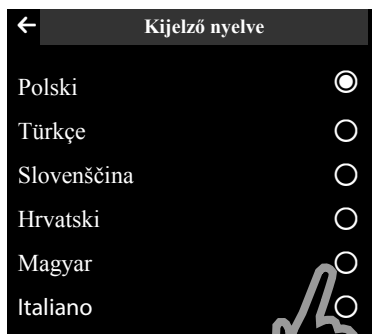 Kijelző nyelve
Polski
Türkçe
Slovenščina
Hrvatski
Magyar
Italiano